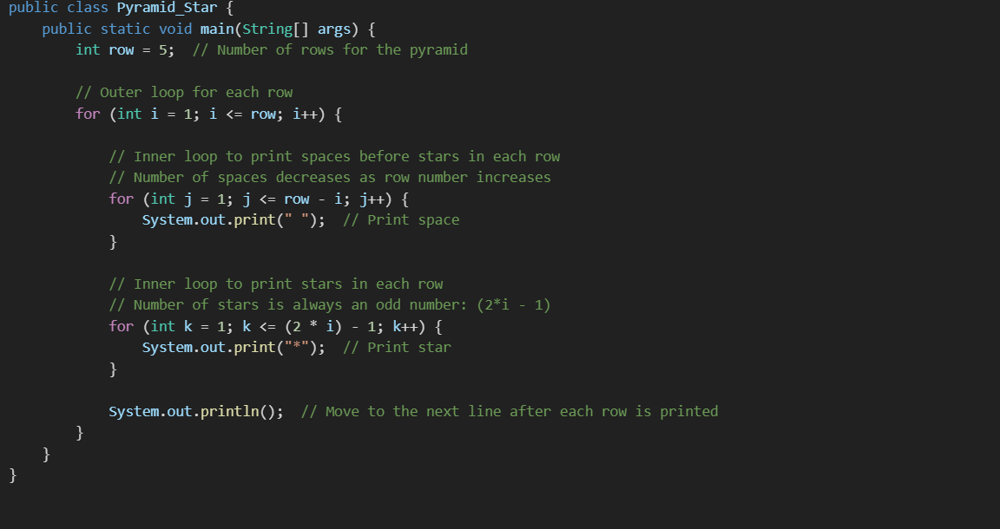 public class Pyramid_Star {
    public static void main(String[] args) {
        int row = 5;  // Number of rows for the pyramid
        // Outer loop for each row
        for (int i = 1; i <= row; i++) {
            // Inner loop to print spaces before stars in each row
            // Number of spaces decreases as row number increases
            for (int j = 1; j <= row - i; j++) {
                System.out.print(" ");  // Print space
            }
            // Inner loop to print stars in each row
            // Number of stars is always an odd number: (2*i - 1)
            for (int k = 1; k <= (2 * i) - 1; k++) {
                System.out.print("*");  // Print star
            }
            System.out.println();  // Move to the next line after each row is printed
        }
    }
}